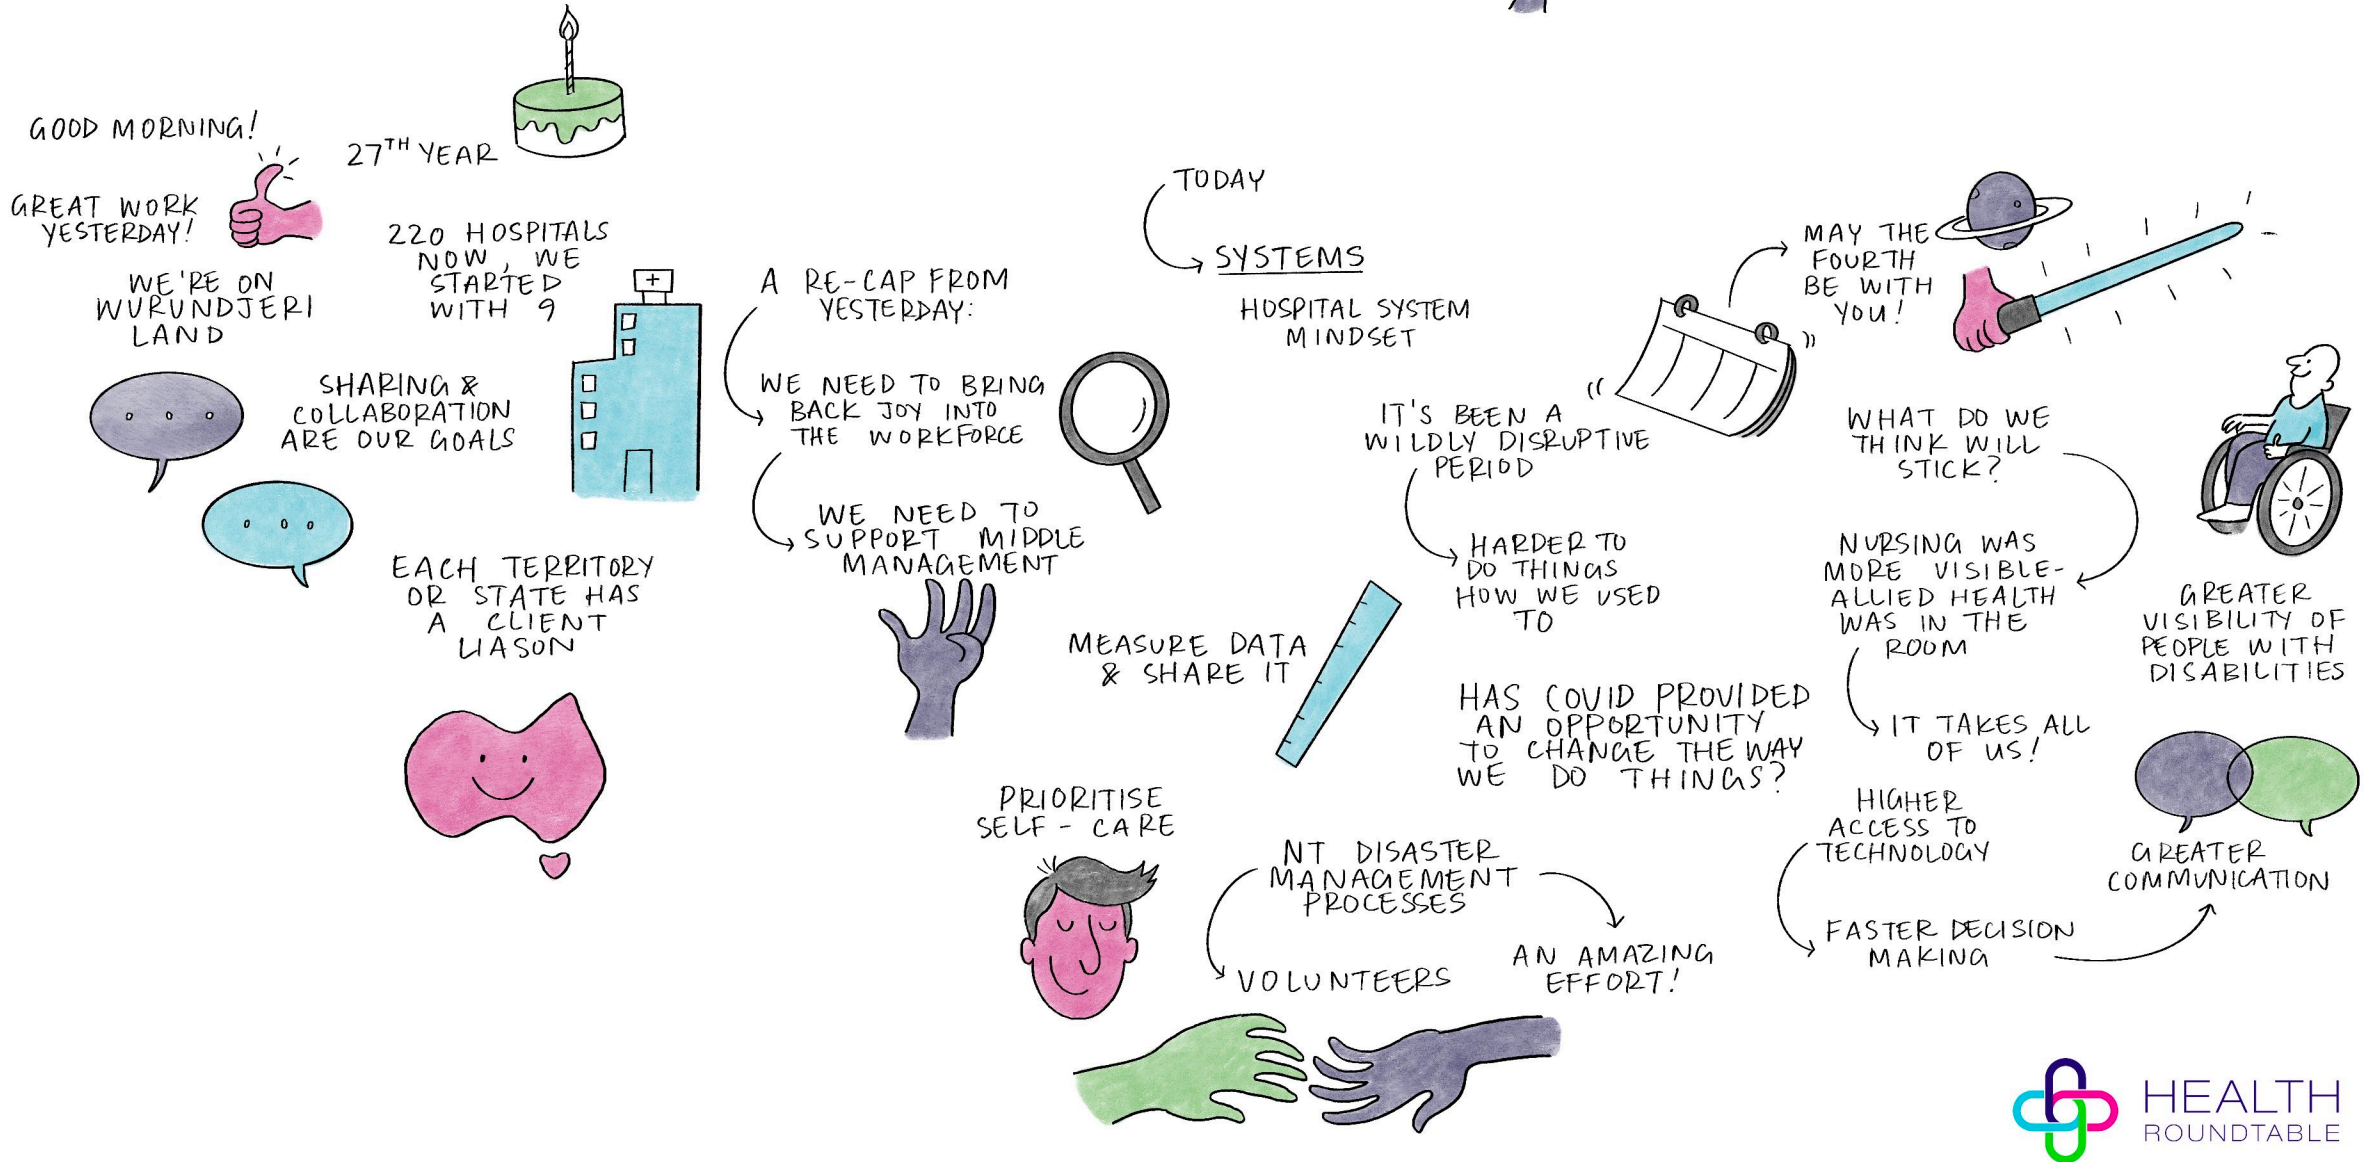 GOOD MORNING!
GREAT WORK
YESTERDAY!
WE'RE ON
WURUNDJERI
LAND
27TH YEAR
220 HOSPITALS
NOW, WE
STARTED
WITH 9
SHARING &
COLLABORATION
ARE OUR GOALS
EACH TERRITORY
OR STATE HAS
A CLIENT
LIASON
A RE-CAP FROM
YESTERDAY:
WE NEED TO BRING
BACK JOY INTO
THE WORKFORCE
WE NEED TO
SUPPORT MIDDLE
MANAGEMENT
MEASURE DATA
& SHARE IT
PRIORITISE
SELF-CARE
TODAY
SYSTEMS
HOSPITAL SYSTEM
MINDSET
IT'S BEEN A
WILDLY DISRUPTIVE
PERIOD
HARDER TO
DO THINGS
HOW WE USED
TO
HAS COVID PROVIDED
AN OPPORTUNITY
TO CHANGE THE WAY
WE DO THINGS?
NT DISASTER
MANAGEMENT
PROCESSES
VOLUNTEERS
AN AMAZING
EFFORT!
MAY THE
FOURTH
BE WITH
YOU!
WHAT DO WE
THINK WILL
STICK?
NURSING WAS
MORE VISIBLE-
ALLIED HEALTH
WAS IN THE
ROOM
IT TAKES ALL
OF US!
GREATER
VISIBILITY OF
PEOPLE WITH
DISABILITIES
HIGHER
ACCESS TO
TECHNOLOGY
FASTER DECISION
MAKING
GREATER
COMMUNICATION
HEALTH
ROUNDTABLE